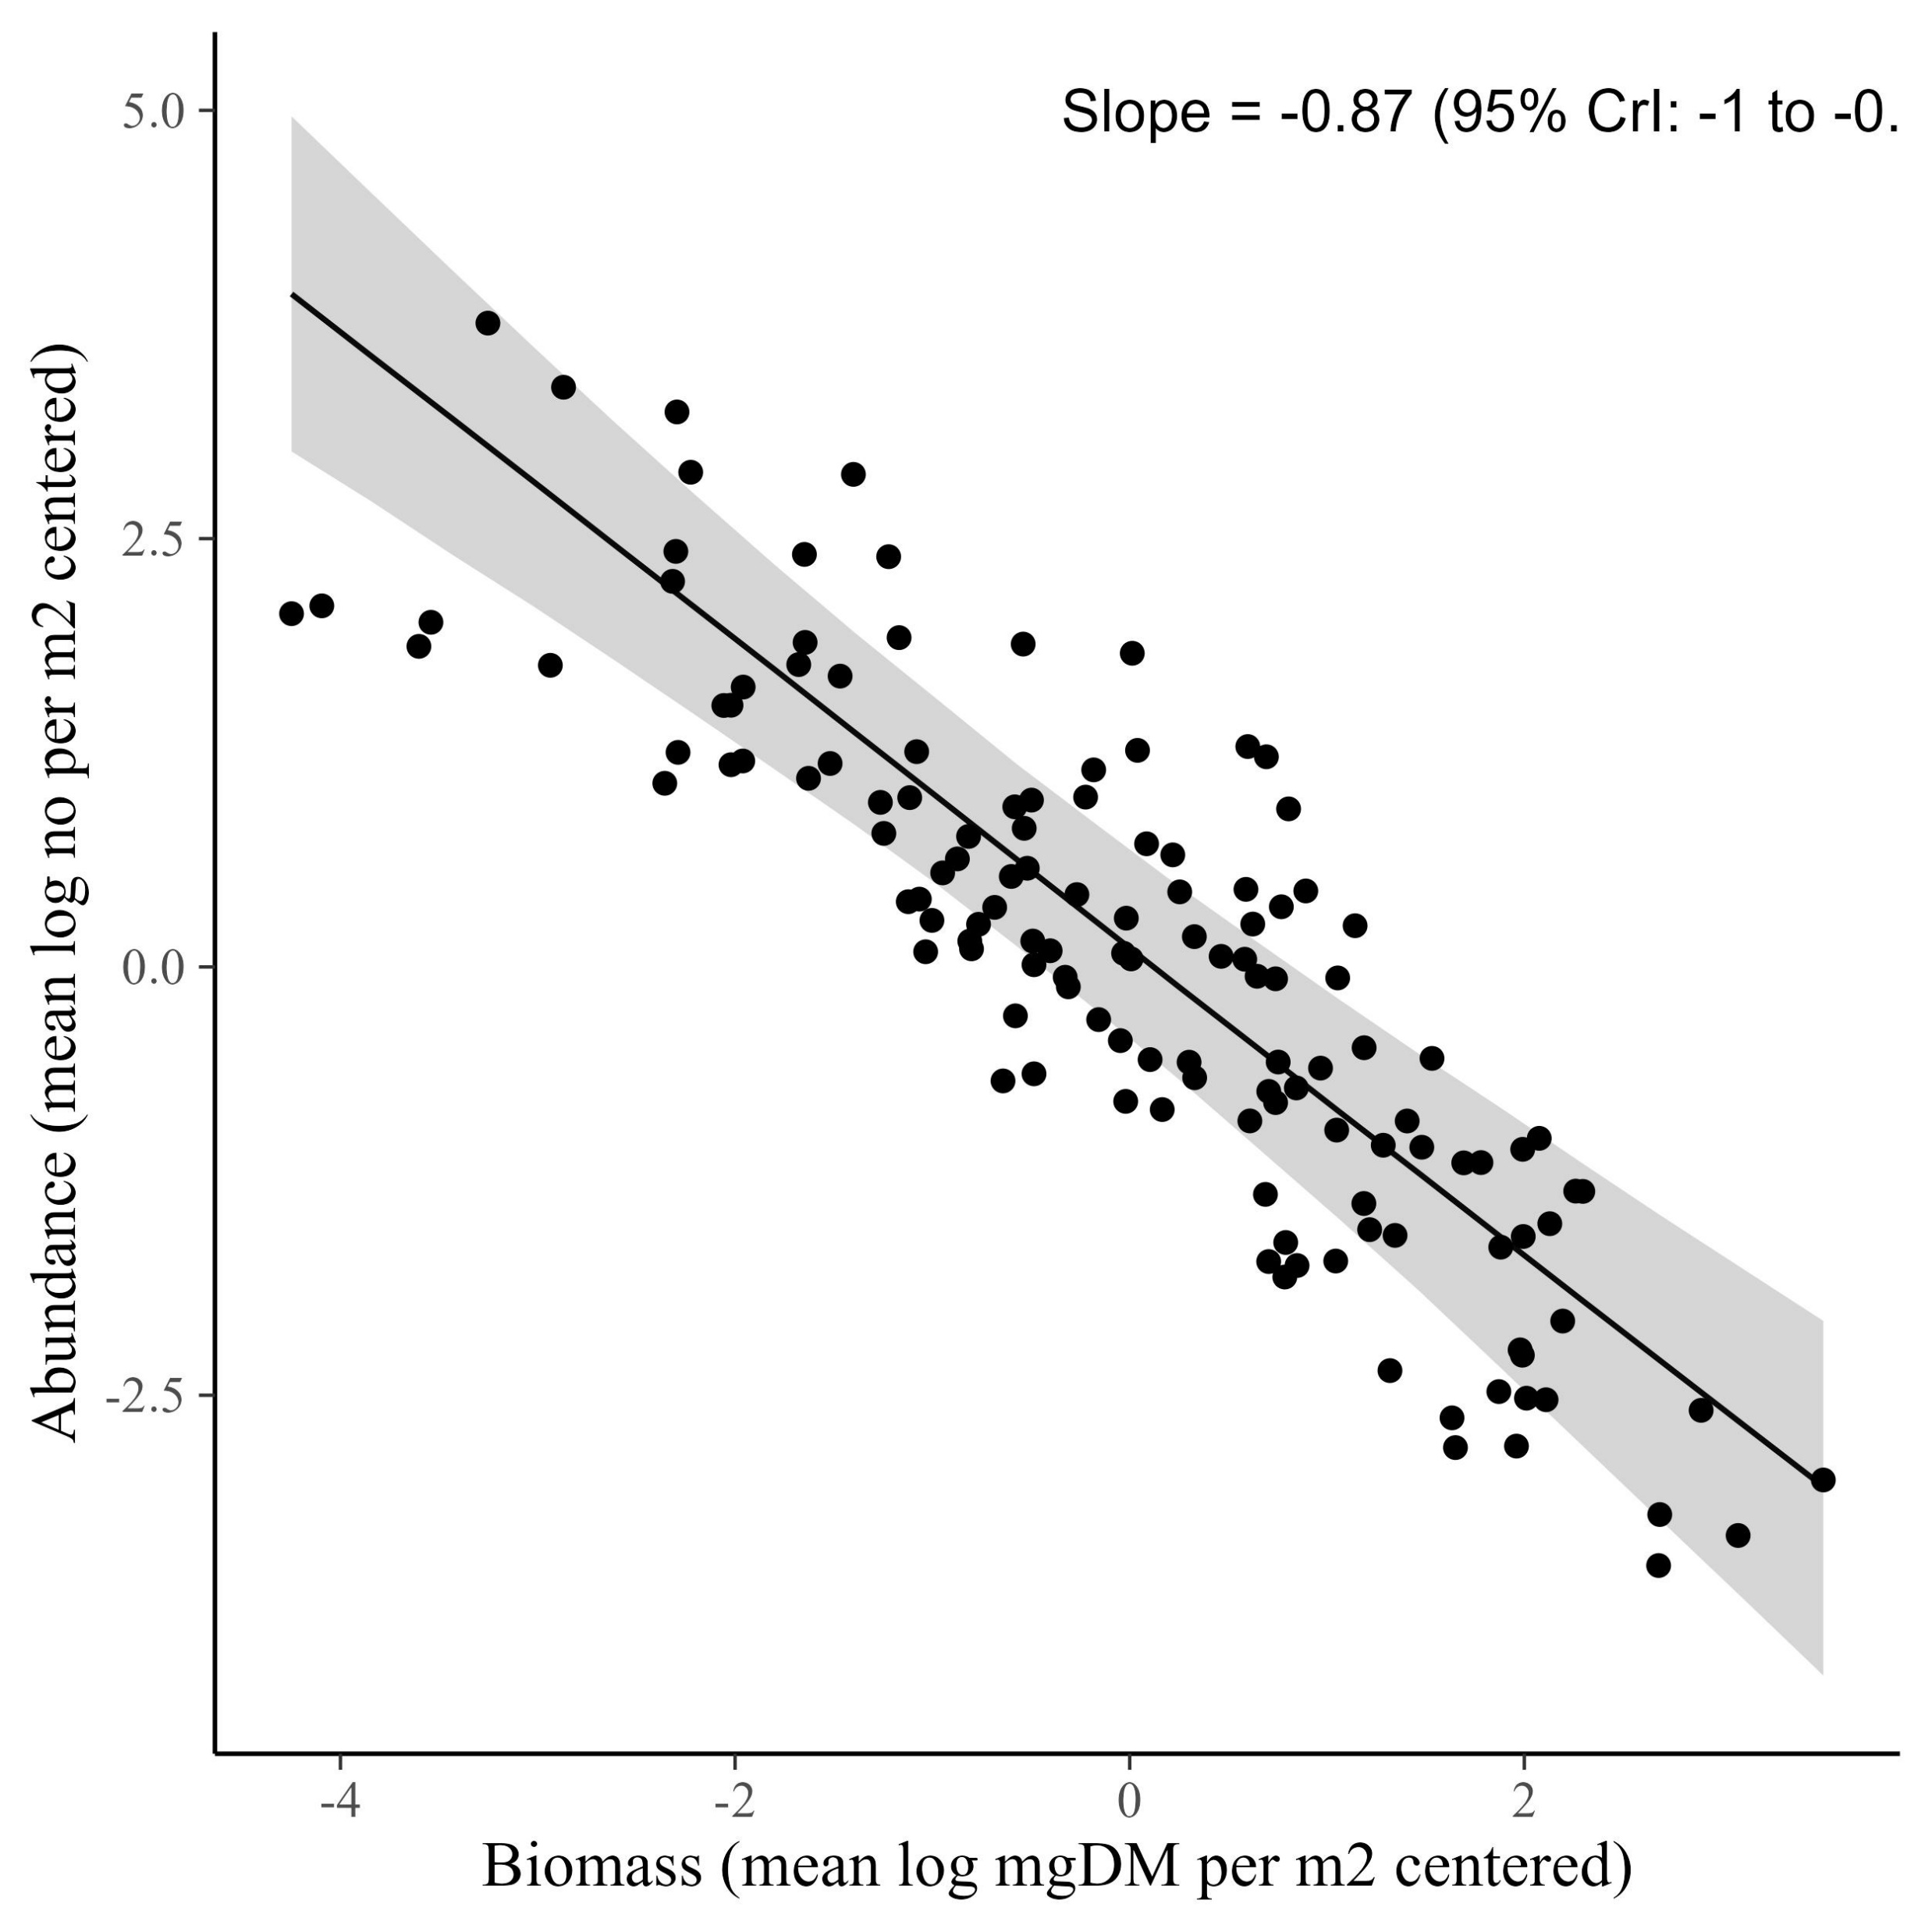 Slope = -0.87 (95% CrI: -1 to -0.
5.0
2.5
0.0
-2.5
Abundance (mean log no per m2 centered)
-4
-2
0
2
Biomass (mean log mgDM per m2 centered)